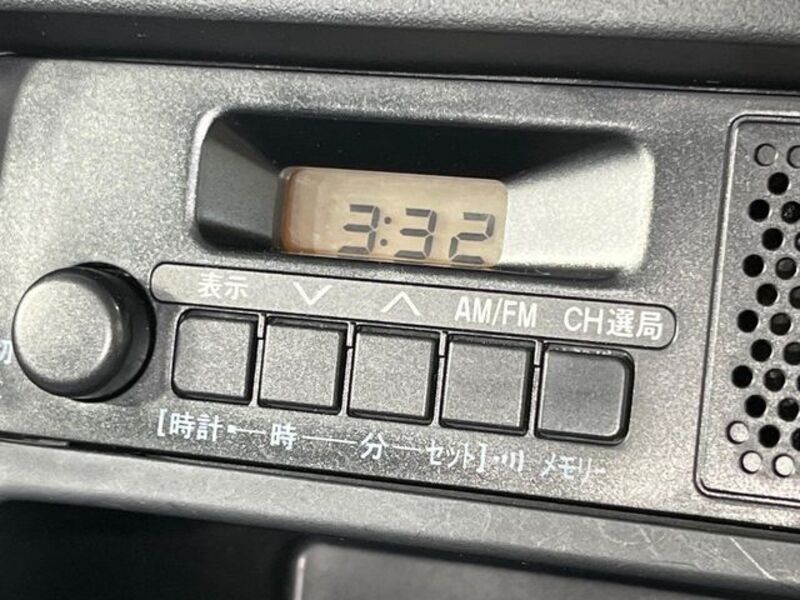 3:32
表示 ∨ ∧ AM/FM CH選局
切
[時計 時 分 セット] メモリー